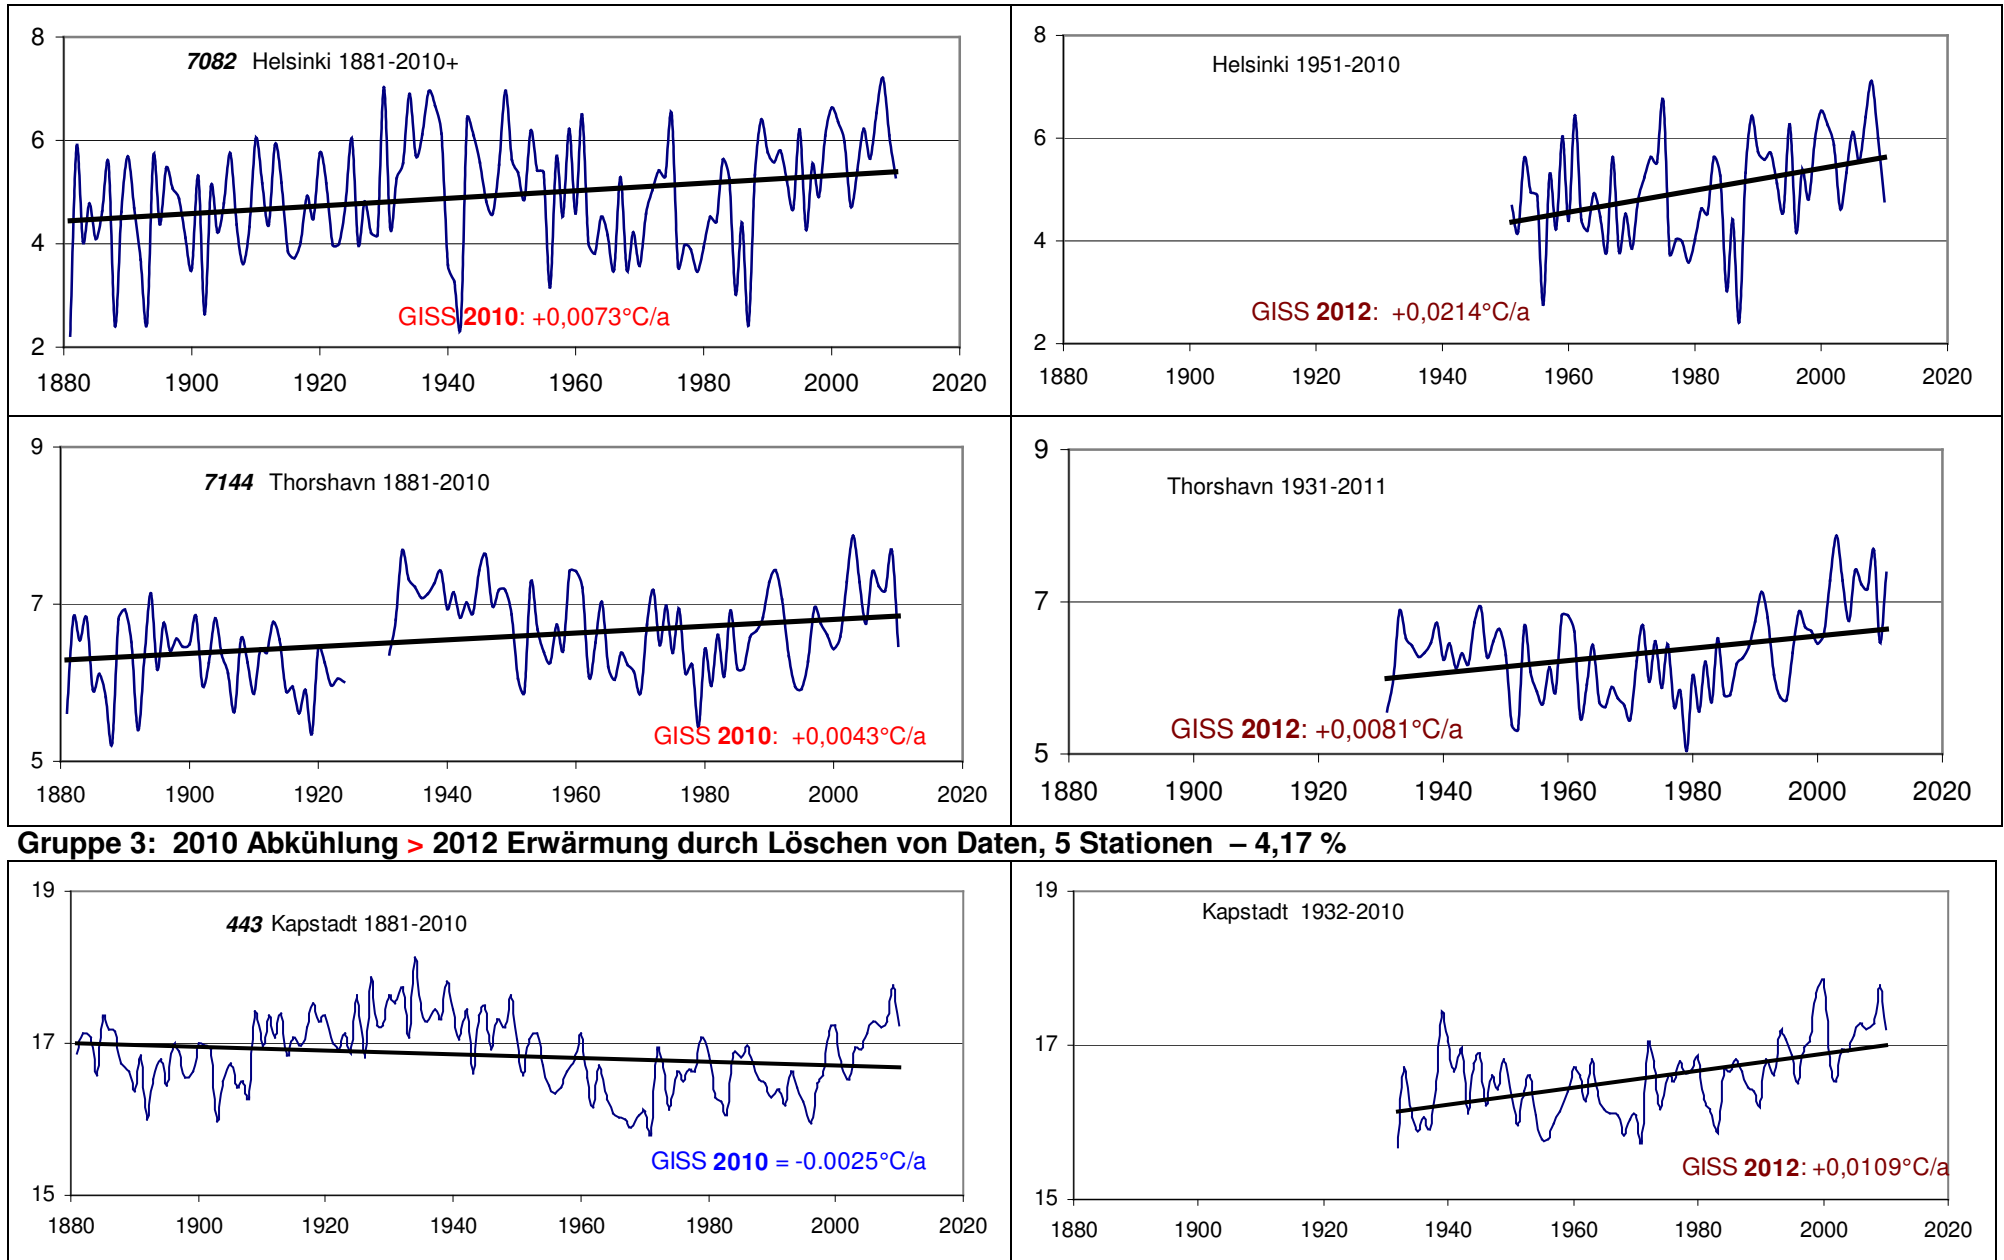 8
6
4
2
7082 Helsinki 1881-2010+
GISS 2010: +0,0073°C/a
1880 1900 1920 1940 1960 1980 2000 2020
8
6
4
2
Helsinki 1951-2010
GISS 2012: +0,0214°C/a
1880 1900 1920 1940 1960 1980 2000 2020
9
7
5
7144 Thorshavn 1881-2010
GISS 2010: +0,0043°C/a
1880 1900 1920 1940 1960 1980 2000 2020
9
7
5
Thorshavn 1931-2011
GISS 2012: +0,0081°C/a
1880 1900 1920 1940 1960 1980 2000 2020
Gruppe 3: 2010 Abkühlung > 2012 Erwärmung durch Löschen von Daten, 5 Stationen – 4,17 %
19
17
15
443 Kapstadt 1881-2010
GISS 2010 = -0.0025°C/a
1880 1900 1920 1940 1960 1980 2000 2020
19
17
15
Kapstadt 1932-2010
GISS 2012: +0,0109°C/a
1880 1900 1920 1940 1960 1980 2000 2020